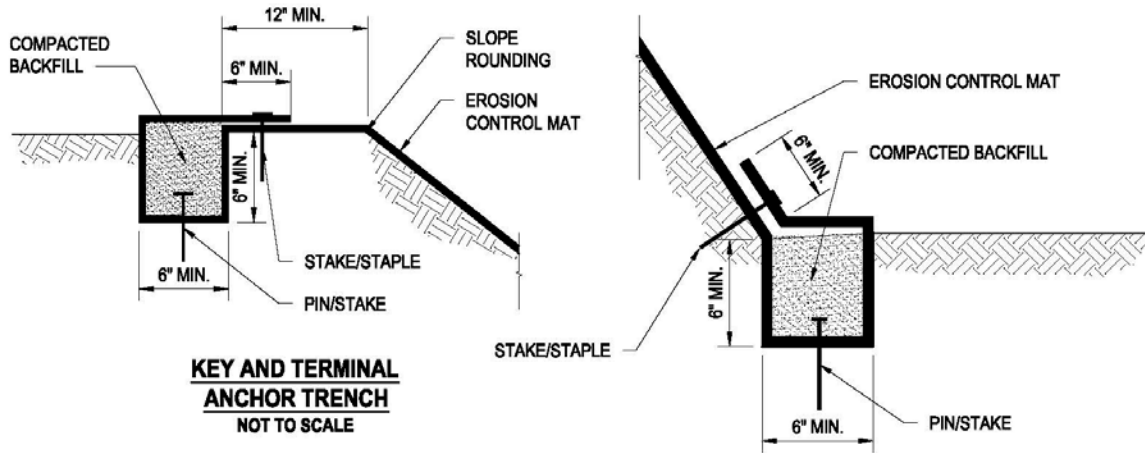 12" MIN.
COMPACTED
BACKFILL
6" MIN.
SLOPE
ROUNDING
EROSION
CONTROL MAT
6" MIN.
6" MIN.
STAKE/STAPLE
PIN/STAKE
KEY AND TERMINAL
ANCHOR TRENCH
NOT TO SCALE
EROSION CONTROL MAT
6" MIN.
COMPACTED BACKFILL
6" MIN.
STAKE/STAPLE
6" MIN.
PIN/STAKE